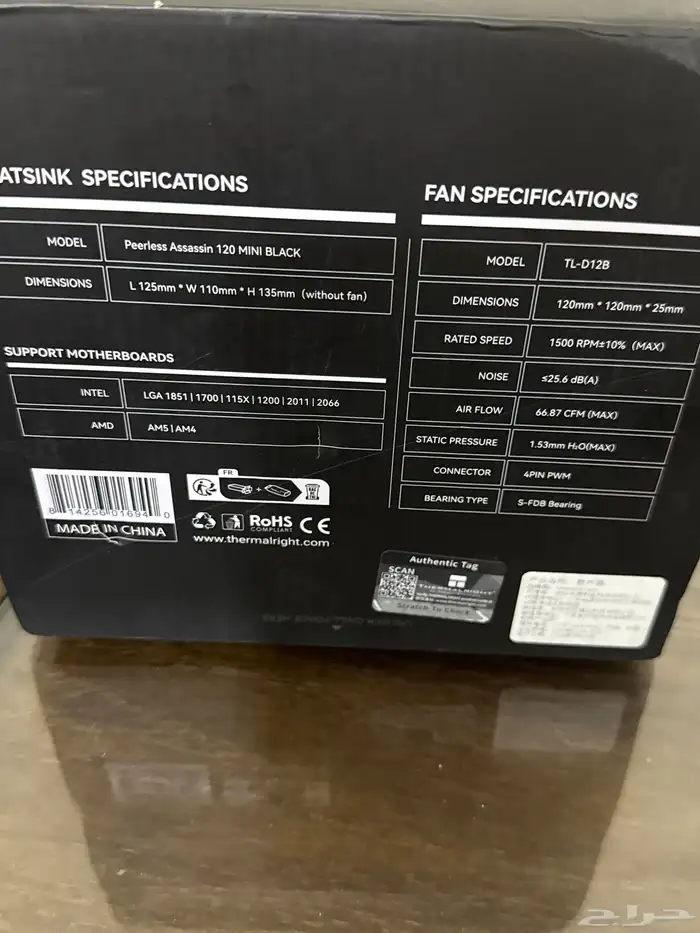 ATSINK SPECIFICATIONS
MODEL Peerless Assassin 120 MINI BLACK
DIMENSIONS L 125mm * W 110mm * H 135mm (without fan)
SUPPORT MOTHERBOARDS
INTEL LGA 1851 | 1700 | 115X | 1200 | 2011 | 2066
AMD AM5 | AM4
FAN SPECIFICATIONS
MODEL TL-D12B
DIMENSIONS 120mm * 120mm * 25mm
RATED SPEED 1500 RPM±10% (MAX)
NOISE ≤25.6 dB(A)
AIR FLOW 66.87 CFM (MAX)
STATIC PRESSURE 1.53mm H₂O(MAX)
CONNECTOR 4PIN PWM
BEARING TYPE S-FDB Bearing
8 14256 01694 0
MADE IN CHINA
FR
RoHS
COMPLIANT
CE
www.thermalright.com
Authentic Tag
SCAN
Scratch To Check
حراج